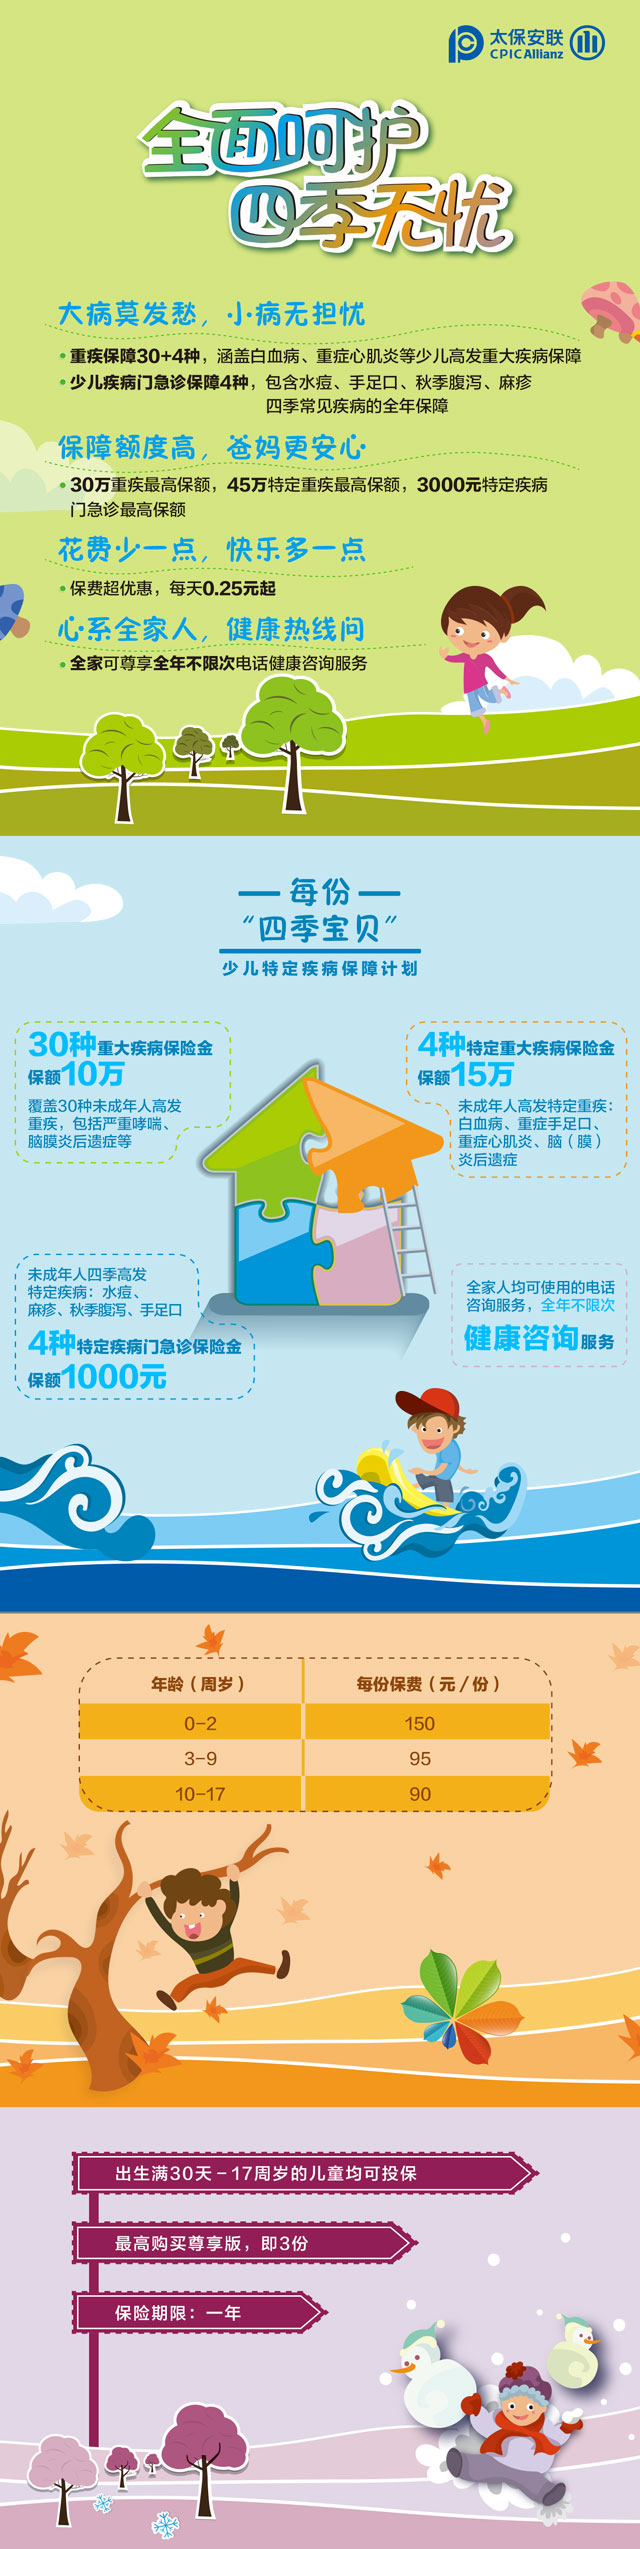 太保安联
CPIC Allianz
全面呵护
四季无忧
大病莫发愁，小病无担忧
•重疾保障30+4种，涵盖白血病、重症心肌炎等少儿高发重大疾病保障
•少儿疾病门急诊保障4种，包含水痘、手足口、秋季腹泻、麻疹
四季常见疾病的全年保障
保障额度高，爸妈更安心
•30万重疾最高保额，45万特定重疾最高保额，3000元特定疾病
门急诊最高保额
花费少一点，快乐多一点
•保费超优惠，每天0.25元起
心系全家人，健康热线问
•全家可尊享全年不限次电话健康咨询服务
每份
“四季宝贝”
少儿特定疾病保障计划
30种重大疾病保险金
保额10万
覆盖30种未成年人高发
重疾，包括严重哮喘、
脑膜炎后遗症等
4种特定重大疾病保险金
保额15万
未成年人高发特定重疾：
白血病、重症手足口、
重症心肌炎、脑（膜）
炎后遗症
未成年人四季高发
特定疾病：水痘、
麻疹、秋季腹泻、手足口
4种特定疾病门急诊保险金
保额1000元
全家人均可使用的电话
咨询服务，全年不限次
健康咨询服务
年龄（周岁） 每份保费（元／份）
0-2 150
3-9 95
10-17 90
出生满30天－17周岁的儿童均可投保
最高购买尊享版，即3份
保险期限：一年